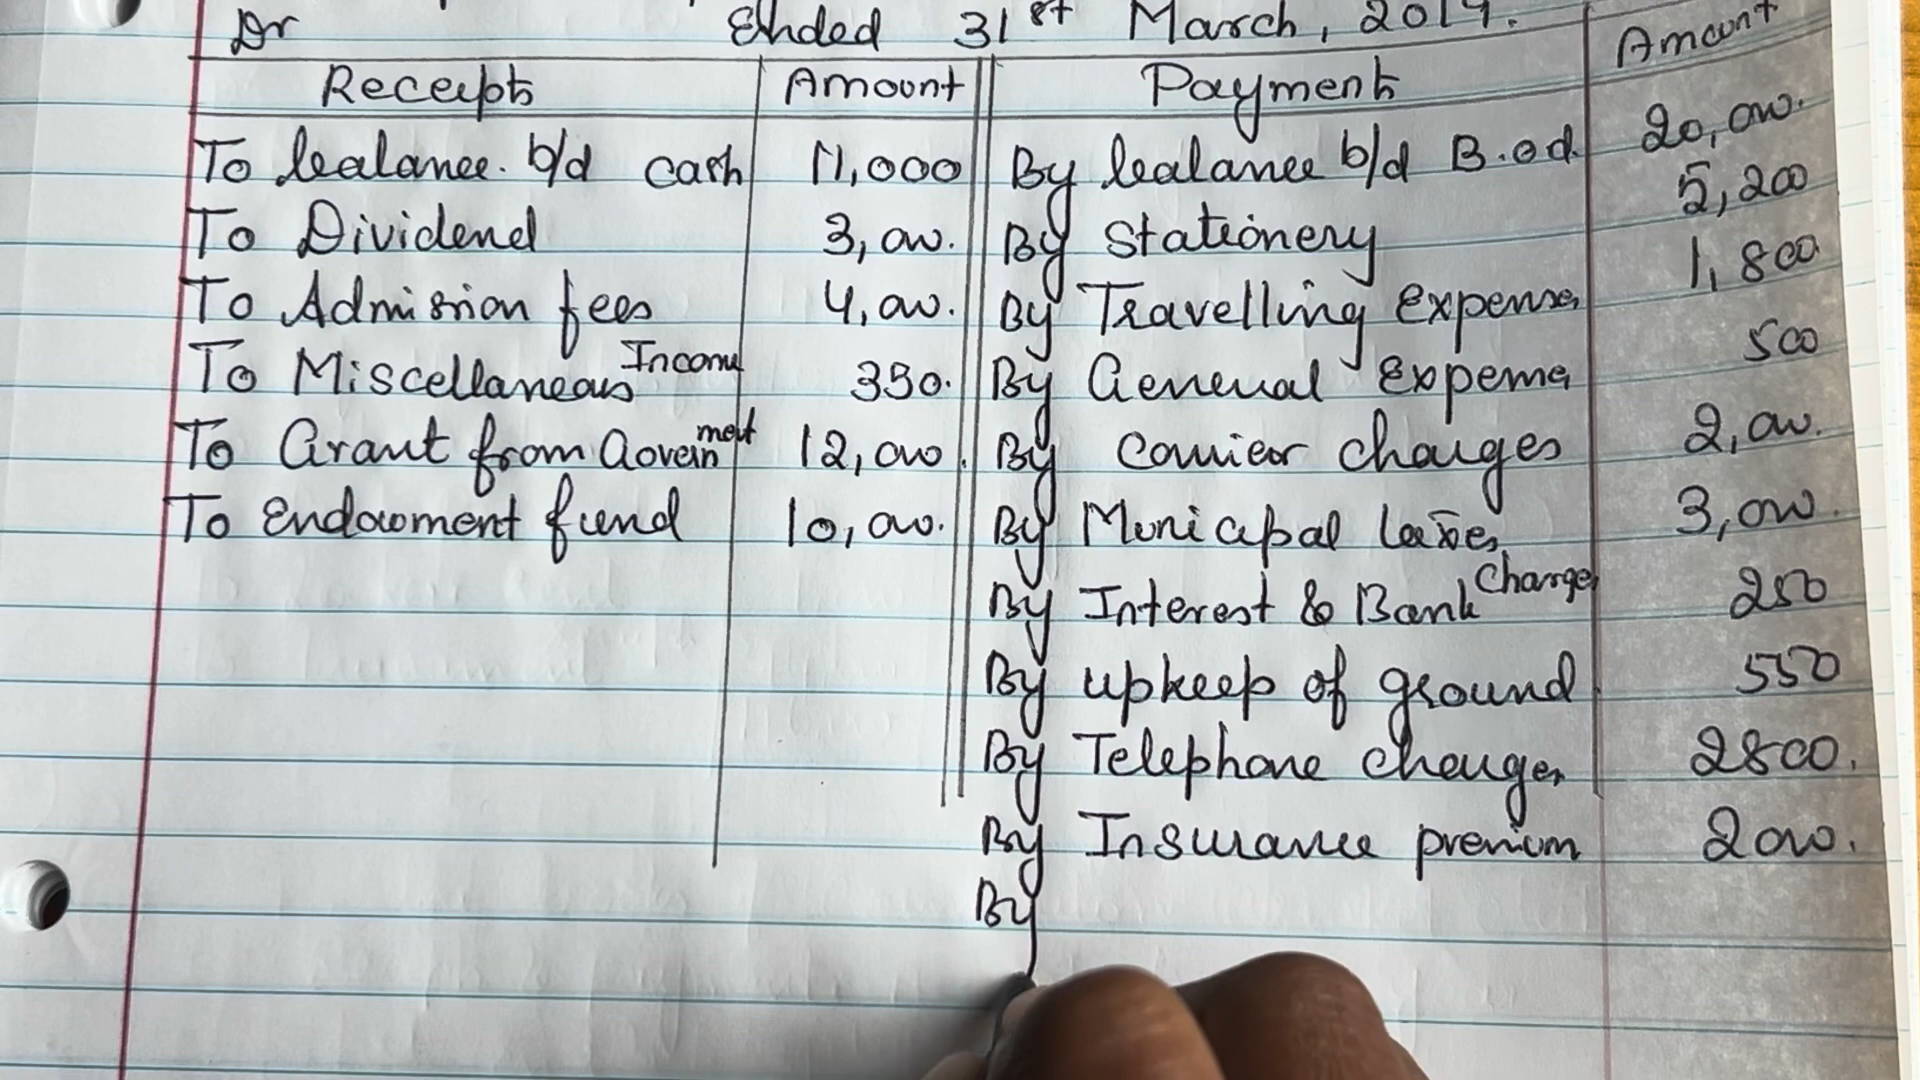 Dr Ended 31st March, 2019.
Receipts Amount Payment Amount
To balance. b/d cash 11,000 By balance b/d B.od. 20,000.
To Dividend 3,000. By Stationery 5,200
To Admission fees 4,000. By Travelling Expenses 1,800
To Miscellaneous Income By General Expenses 500
To Grant from Government 12,000. By Courier charges 2,000.
To Endowment fund 10,000. By Municipal taxes 3,000.
By Interest & Bank Charges 250
By upkeep of ground 550
By Telephone charges 2800.
By Insurance premium 2000.
By